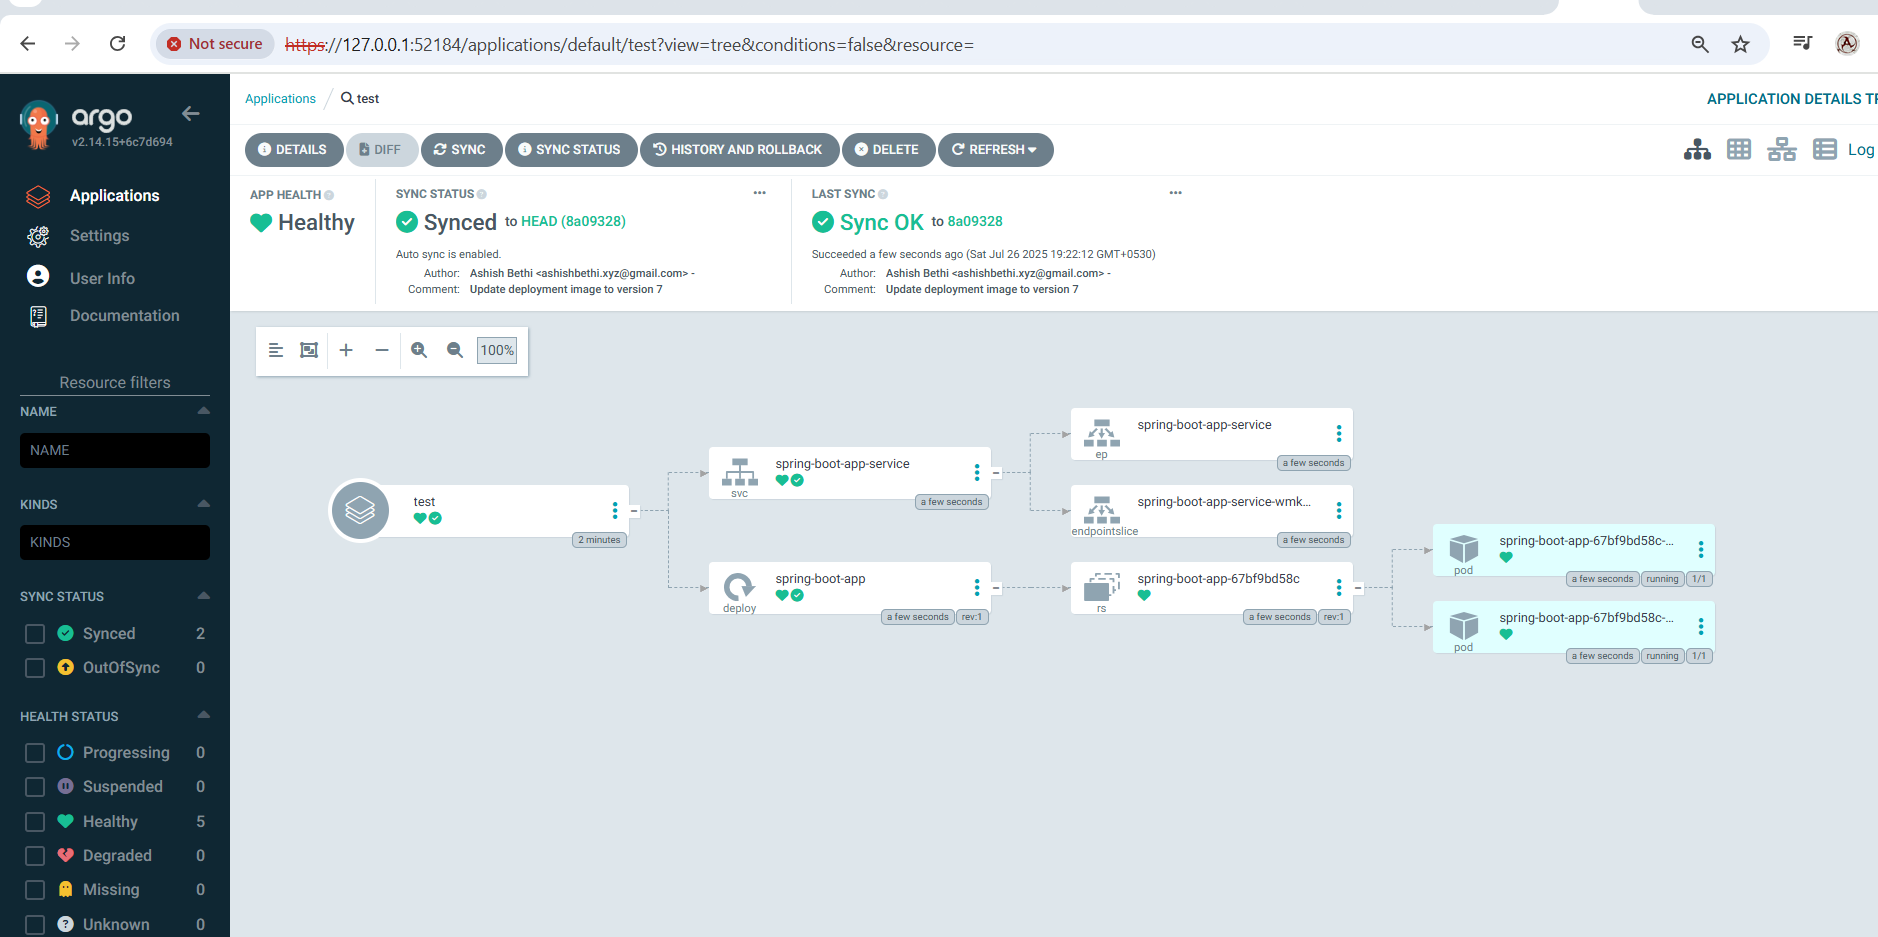 Not secure https://127.0.0.1:52184/applications/default/test?view=tree&conditions=false&resource=
argo
v2.14.15+6c7d694
Applications
Settings
User Info
Documentation
Resource filters
NAME
NAME
KINDS
KINDS
SYNC STATUS
Synced 2
OutOfSync 0
HEALTH STATUS
Progressing 0
Suspended 0
Healthy 5
Degraded 0
Missing 0
Unknown 0
Applications / test
APPLICATION DETAILS TR
DETAILS DIFF SYNC SYNC STATUS HISTORY AND ROLLBACK DELETE REFRESH
Log
APP HEALTH
Healthy
SYNC STATUS
Synced to HEAD (8a09328)
Auto sync is enabled.
Author: Ashish Bethi <ashishbethi.xyz@gmail.com> -
Comment: Update deployment image to version 7
LAST SYNC
Sync OK to 8a09328
Succeeded a few seconds ago (Sat Jul 26 2025 19:22:12 GMT+0530)
Author: Ashish Bethi <ashishbethi.xyz@gmail.com> -
Comment: Update deployment image to version 7
100%
test
2 minutes
spring-boot-app-service
svc
a few seconds
spring-boot-app
deploy
a few seconds rev:1
spring-boot-app-service
ep
a few seconds
spring-boot-app-service-wmk...
endpointslice
a few seconds
spring-boot-app-67bf9bd58c
rs
a few seconds rev:1
spring-boot-app-67bf9bd58c-...
pod
a few seconds running 1/1
spring-boot-app-67bf9bd58c-...
pod
a few seconds running 1/1